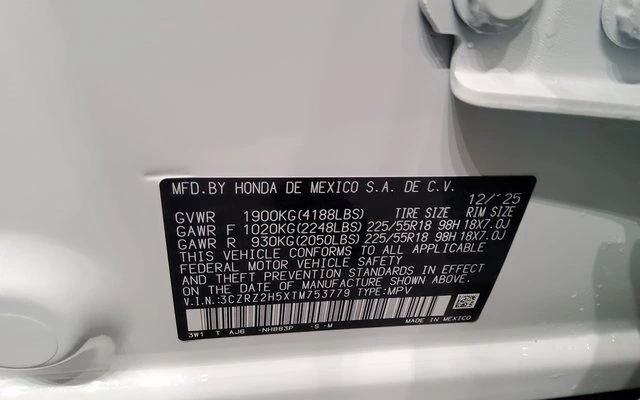 MFD. BY HONDA DE MEXICO S.A. DE C.V.
12/'25
GVWR 1900KG(4188LBS) TIRE SIZE RIM SIZE
GAWR F 1020KG(2248LBS) 225/55R18 98H 18X7.0J
GAWR R 930KG(2050LBS) 225/55R18 98H 18X7.0J
THIS VEHICLE CONFORMS TO ALL APPLICABLE
FEDERAL MOTOR VEHICLE SAFETY
AND THEFT PREVENTION STANDARDS IN EFFECT
ON THE DATE OF MANUFACTURE SHOWN ABOVE.
V.I.N.:3CZRZ2H5XTM753779 TYPE:MPV
MADE IN MEXICO
3W1 T AJ6 -NH883P -S -M